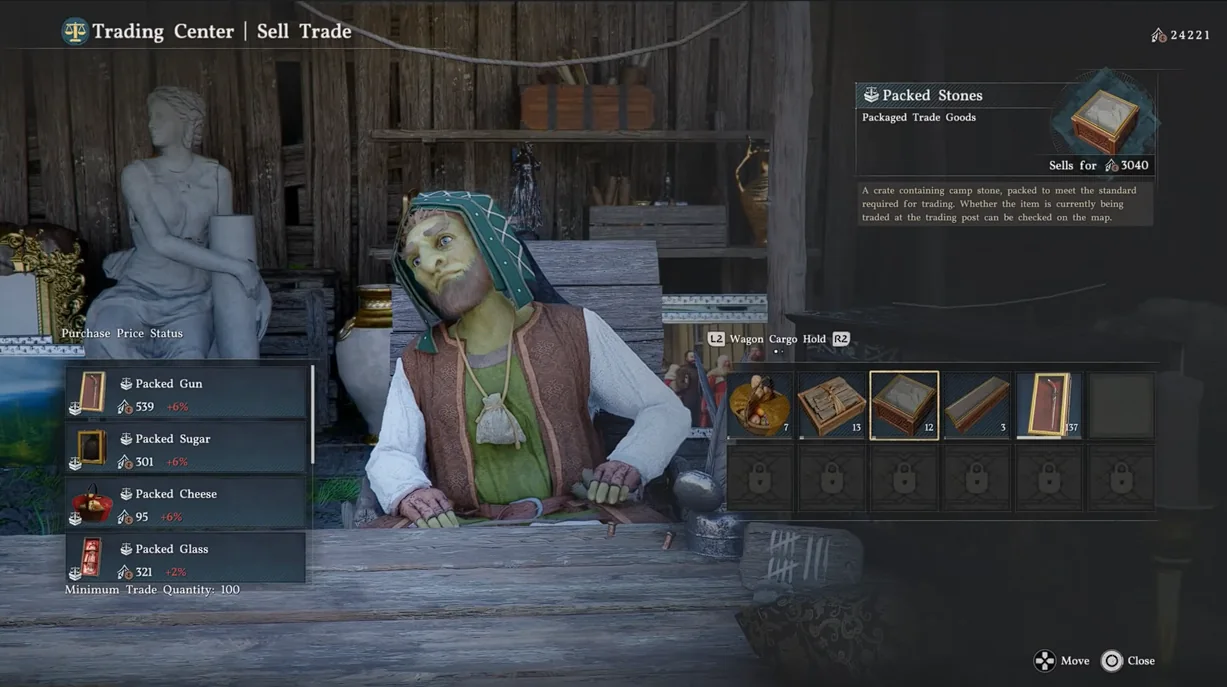 Trading Center | Sell Trade
24221
Packed Stones
Packaged Trade Goods
Sells for 3040
A crate containing camp stone, packed to meet the standard
required for trading. Whether the item is currently being
traded at the trading post can be checked on the map.
Purchase Price Status
Packed Gun
539 +6%
Packed Sugar
301 +6%
Packed Cheese
95 +6%
Packed Glass
321 +2%
Minimum Trade Quantity: 100
L2 Wagon Cargo Hold R2
7 13 12 3 137
Move Close